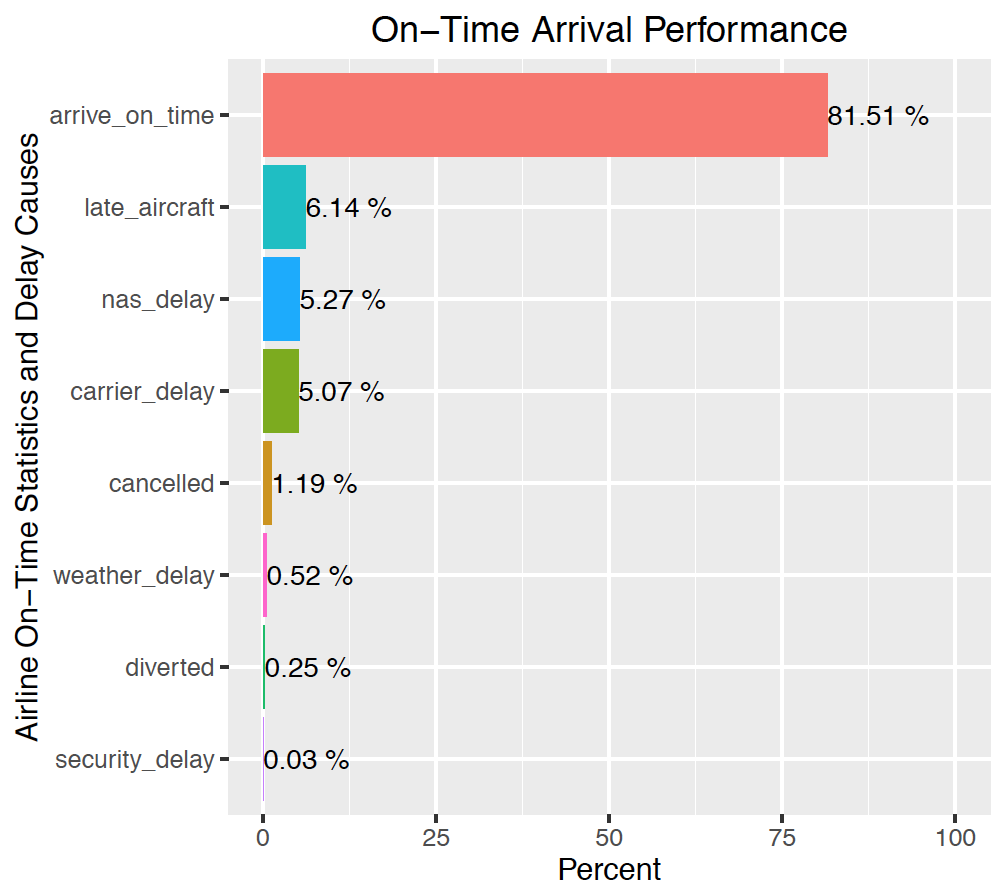 On−Time Arrival Performance
Airline On−Time Statistics and Delay Causes
arrive_on_time 81.51 %
late_aircraft 6.14 %
nas_delay 5.27 %
carrier_delay 5.07 %
cancelled 1.19 %
weather_delay 0.52 %
diverted 0.25 %
security_delay 0.03 %
0 25 50 75 100
Percent